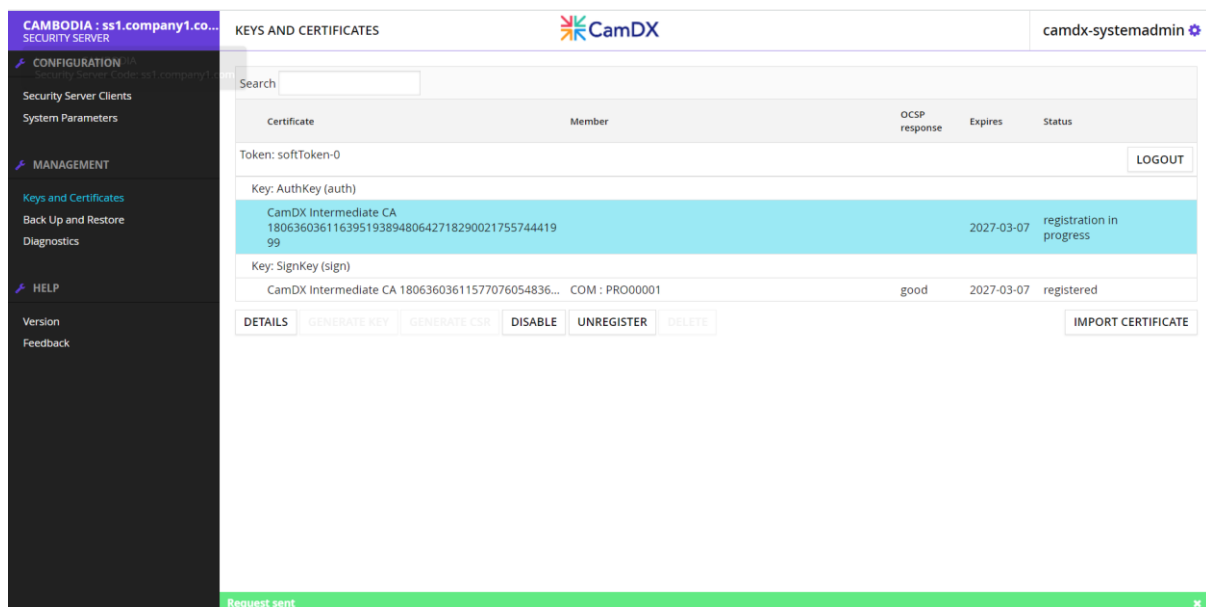 CAMBODIA : ss1.company1.co...
SECURITY SERVER
KEYS AND CERTIFICATES
CamDX
camdx-systemadmin
CONFIGURATION
Security Server Code: ss1.company1.com
Security Server Clients
System Parameters
MANAGEMENT
Keys and Certificates
Back Up and Restore
Diagnostics
HELP
Version
Feedback
Search
Certificate Member OCSP response Expires Status
Token: softToken-0 LOGOUT
Key: AuthKey (auth)
CamDX Intermediate CA
18063603611639519389480642718290021755744419
99
2027-03-07 registration in progress
Key: SignKey (sign)
CamDX Intermediate CA 18063603611577076054836... COM : PRO00001 good 2027-03-07 registered
DETAILS GENERATE KEY GENERATE CSR DISABLE UNREGISTER DELETE IMPORT CERTIFICATE
Request sent